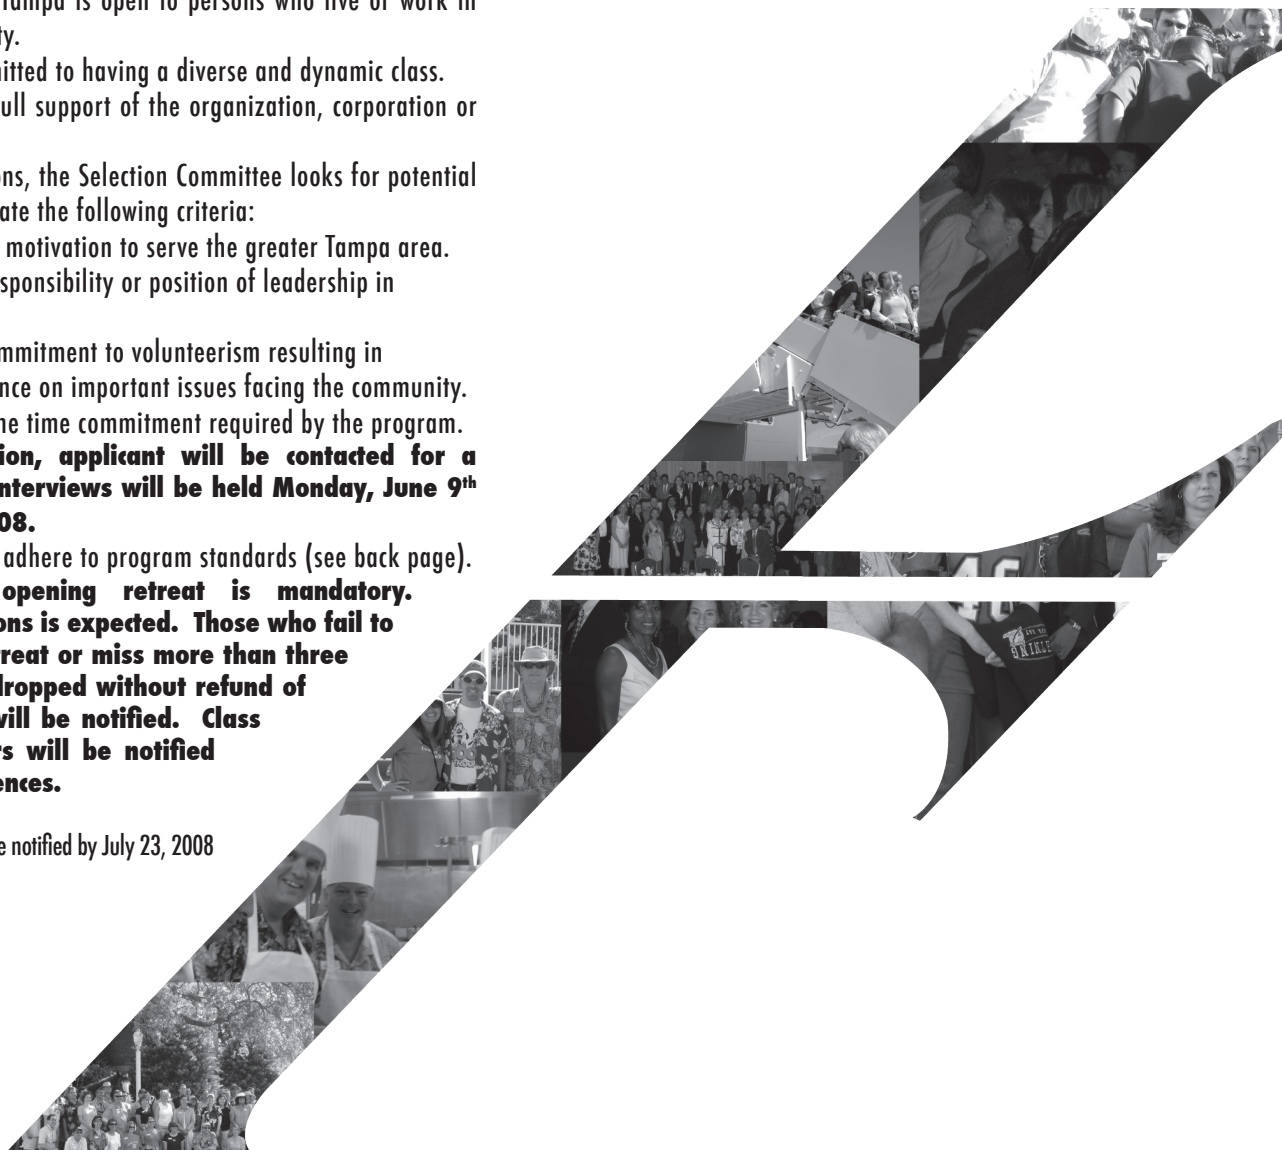 Tampa is open to persons who live or work in
ty.
itted to having a diverse and dynamic class.
ull support of the organization, corporation or
ons, the Selection Committee looks for potential
ate the following criteria:
motivation to serve the greater Tampa area.
sponsibility or position of leadership in
mmitment to volunteerism resulting in
nce on important issues facing the community.
he time commitment required by the program.
ion, applicant will be contacted for a
nterviews will be held Monday, June 9th
08.
adhere to program standards (see back page).
opening retreat is mandatory.
ons is expected. Those who fail to
treat or miss more than three
dropped without refund of
will be notified. Class
rs will be notified
ences.
e notified by July 23, 2008
46